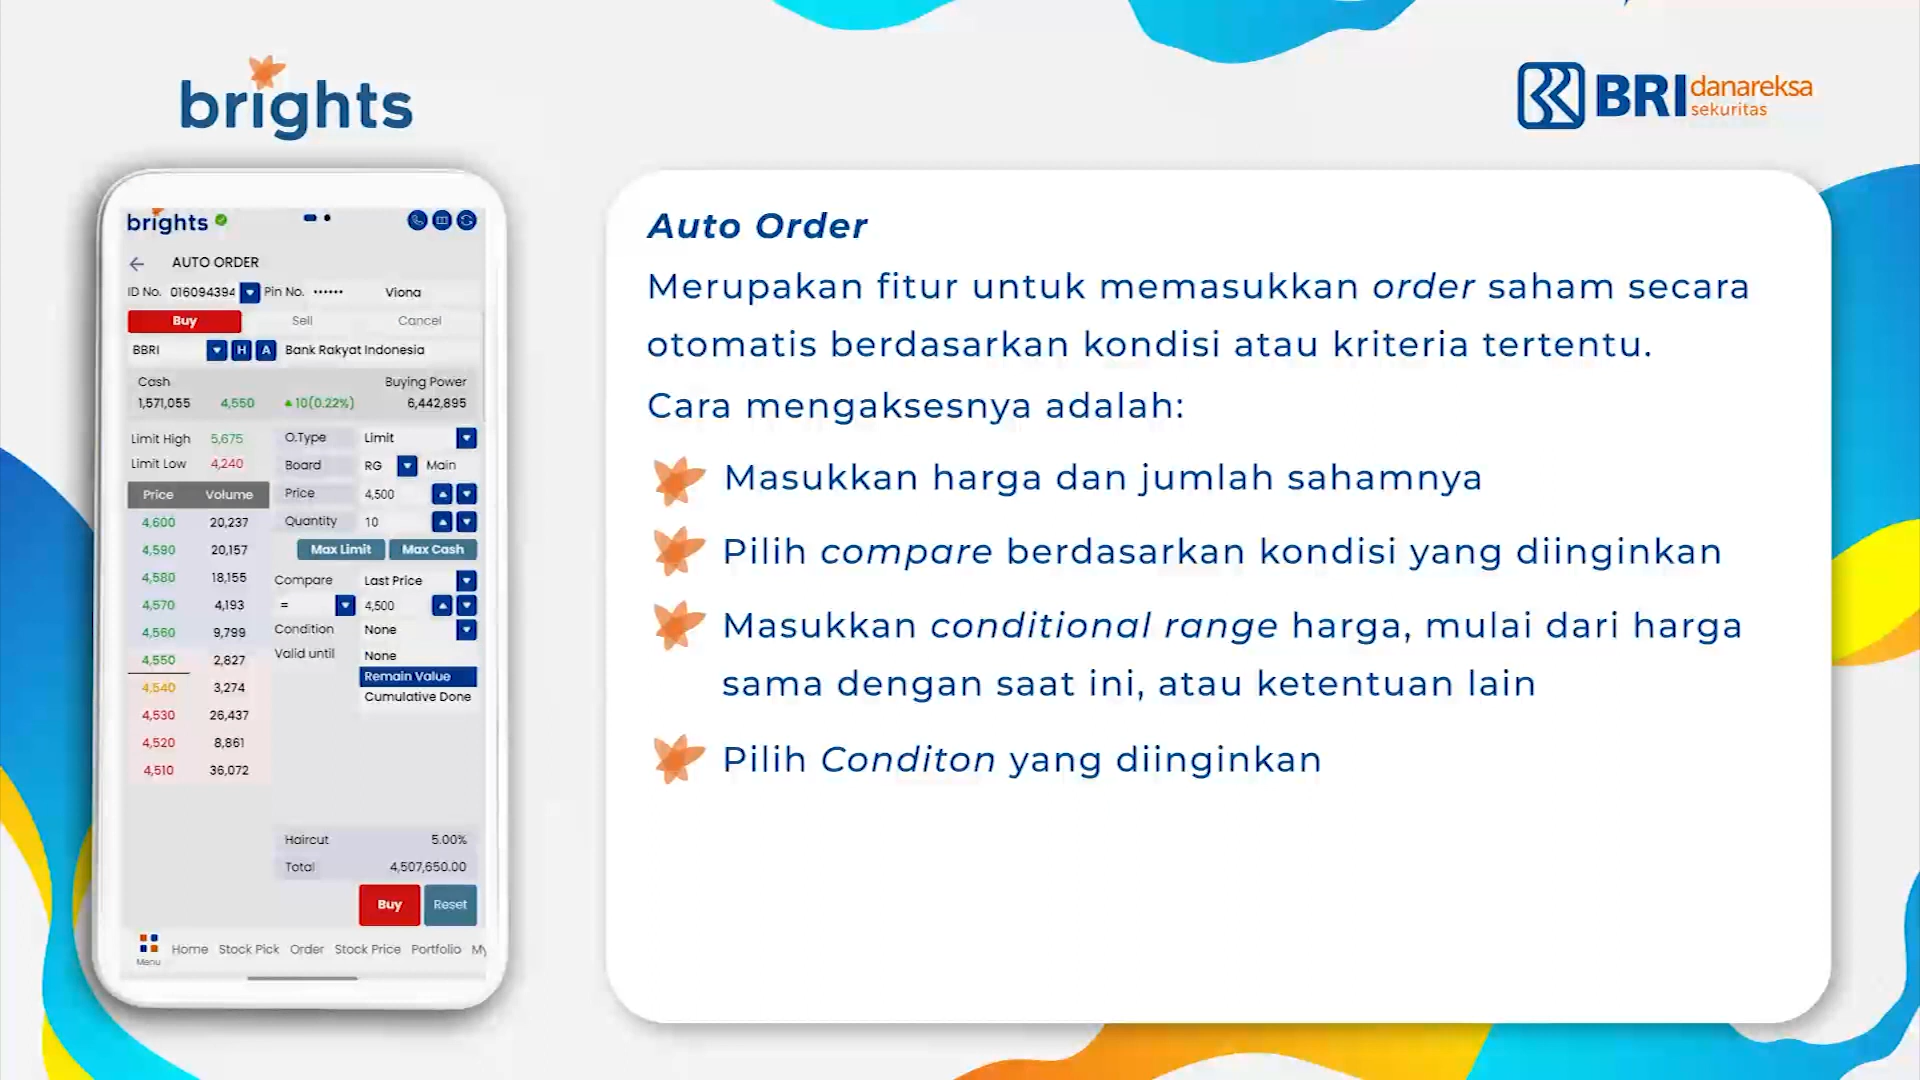 brights
BRI danareksa sekuritas
brights
AUTO ORDER
ID No. 016094394 Pin No. •••••• Viona
Buy Sell Cancel
BBRI H A Bank Rakyat Indonesia
Cash Buying Power
1,571,055 4,550 ▲10(0.22%) 6,442,895
Limit High 5,675
Limit Low 4,240
O.Type Limit
Board RG Main
Price 4,500
Quantity 10
Max Limit Max Cash
Price Volume
4,600 20,237
4,590 20,157
4,580 18,155
4,570 4,193
4,560 9,799
4,550 2,827
4,540 3,274
4,530 26,437
4,520 8,861
4,510 36,072
Compare Last Price
= 4,500
Condition None
Valid until
None
Remain Value
Cumulative Done
Haircut 5.00%
Total 4,507,650.00
Buy Reset
Menu Home Stock Pick Order Stock Price Portfolio My
Auto Order
Merupakan fitur untuk memasukkan order saham secara
otomatis berdasarkan kondisi atau kriteria tertentu.
Cara mengaksesnya adalah:
Masukkan harga dan jumlah sahamnya
Pilih compare berdasarkan kondisi yang diinginkan
Masukkan conditional range harga, mulai dari harga
sama dengan saat ini, atau ketentuan lain
Pilih Conditon yang diinginkan